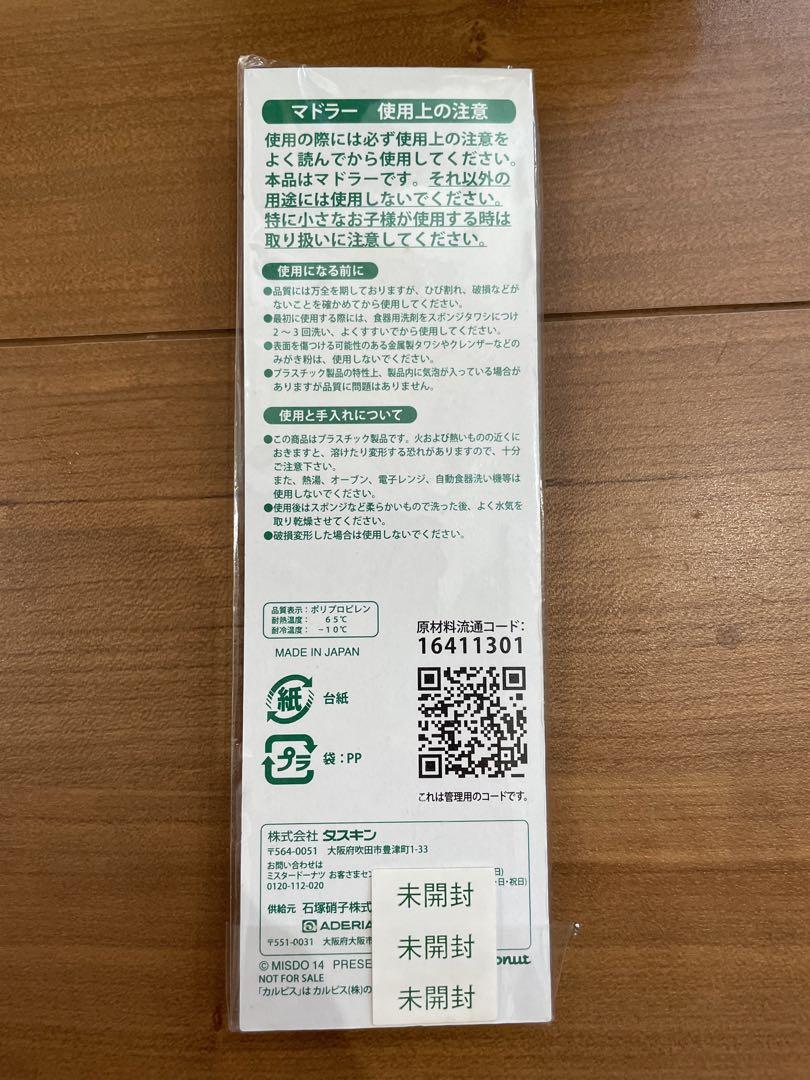 マドラー 使用上の注意
使用の際には必ず使用上の注意を
よく読んでから使用してください。
本品はマドラーです。それ以外の
用途には使用しないでください。
特に小さなお子様が使用する時は
取り扱いに注意してください。
使用になる前に
●品質には万全を期しておりますが、ひび割れ、破損などが
ないことを確かめてから使用してください。
●最初に使用する際には、食器用洗剤をスポンジタワシにつけ
2～3回洗い、よくすすいでから使用してください。
●表面を傷つける可能性のある金属製タワシやクレンザーなどの
みがき粉は、使用しないでください。
●プラスチック製品の特性上、製品内に気泡が入っている場合が
ありますが品質に問題はありません。
使用と手入れについて
●この商品はプラスチック製品です。火および熱いものの近くに
おきますと、溶けたり変形する恐れがありますので、十分
ご注意下さい。
また、熱湯、オーブン、電子レンジ、自動食器洗い機等は
使用しないでください。
●使用後はスポンジなど柔らかいもので洗った後、よく水気を
取り乾燥させてください。
●破損変形した場合は使用しないでください。
品質表示：ポリプロピレン
耐熱温度： 65℃
耐冷温度： −10℃
MADE IN JAPAN
原材料流通コード：
16411301
紙 台紙
プラ 袋：PP
これは管理用のコードです。
株式会社 ダスキン
〒564-0051 大阪府吹田市豊津町1-33
お問い合わせは
ミスタードーナツ お客さまセン 日)
0120-112-020 ・日・祝日)
供給元 石塚硝子株式
ADERIA
〒551-0031 大阪府大阪市
© MISDO 14 PRESE onut
NOT FOR SALE
「カルピス」は カルピス(株)の
未開封
未開封
未開封